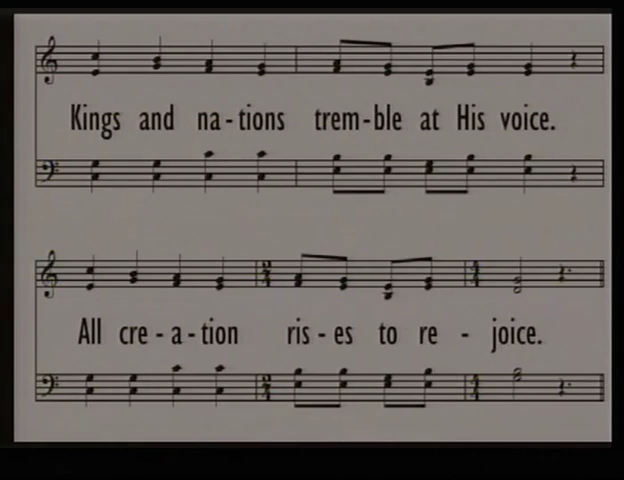 Kings and na-tions trem-ble at His voice.
All cre-a-tion ris-es to re-joice.